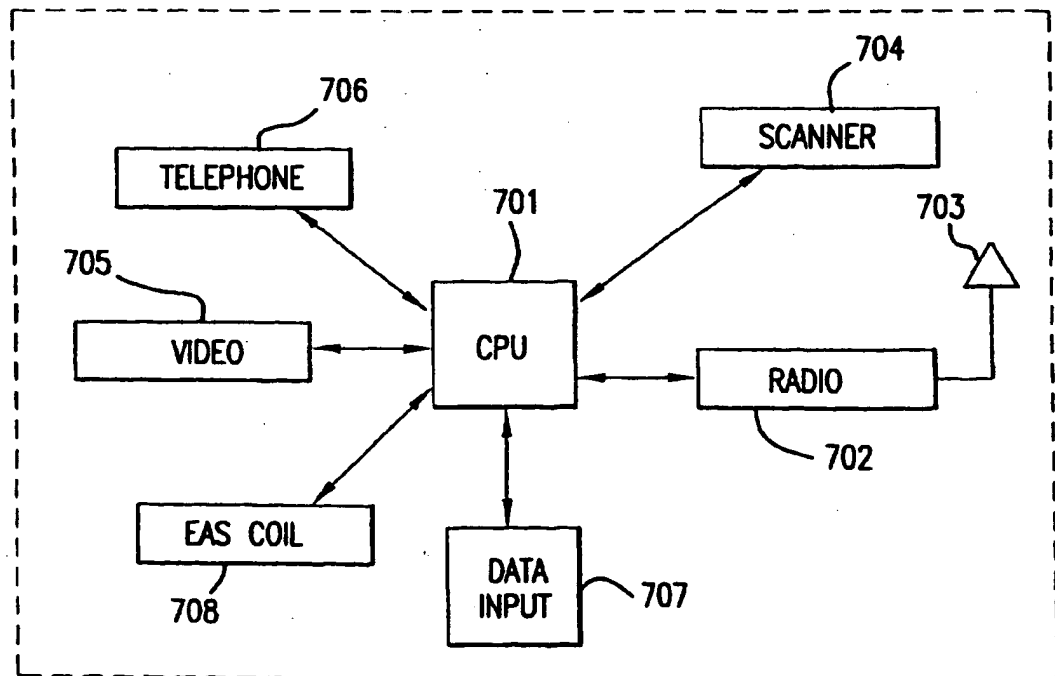 704
706
SCANNER
TELEPHONE
701
703
705
CPU
VIDEO
RADIO
702
EAS COIL
DATA
INPUT
707
708